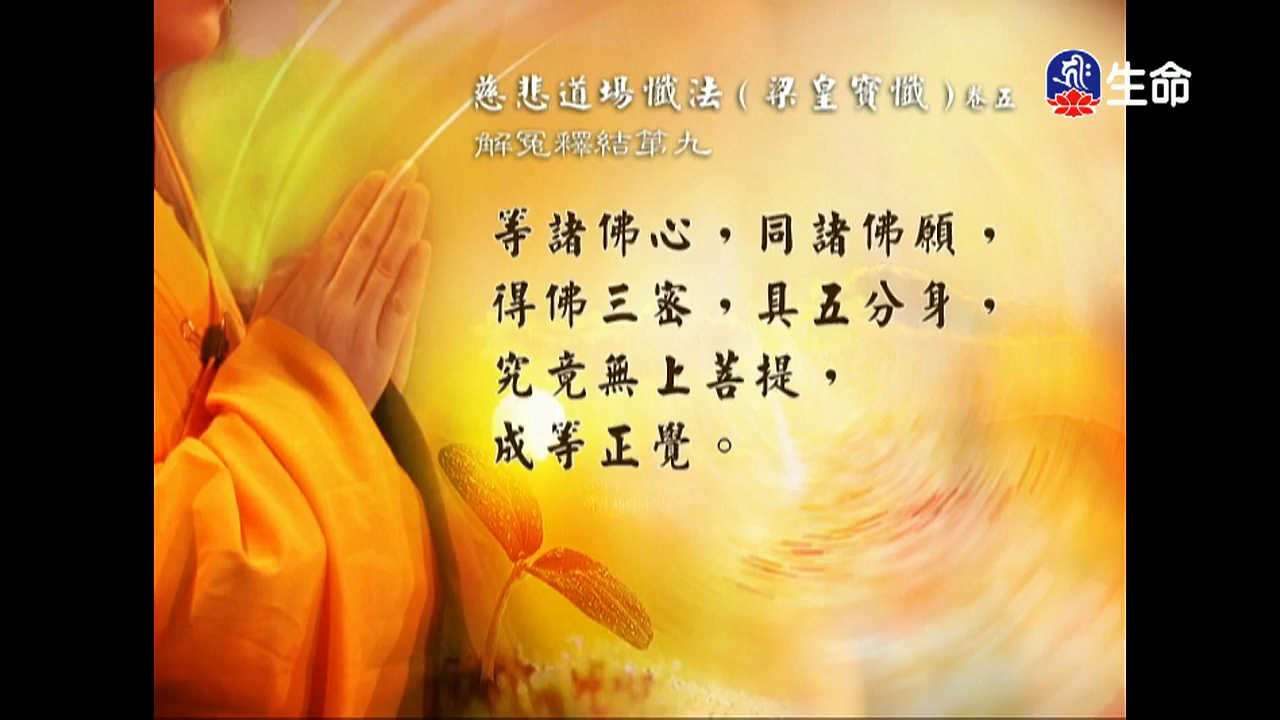 慈悲道場懺法(梁皇寶懺)卷五
生命
解冤釋結第九
等諸佛心,同諸佛願,
得佛三密,具五分身,
究竟無上菩提,
成等正覺。